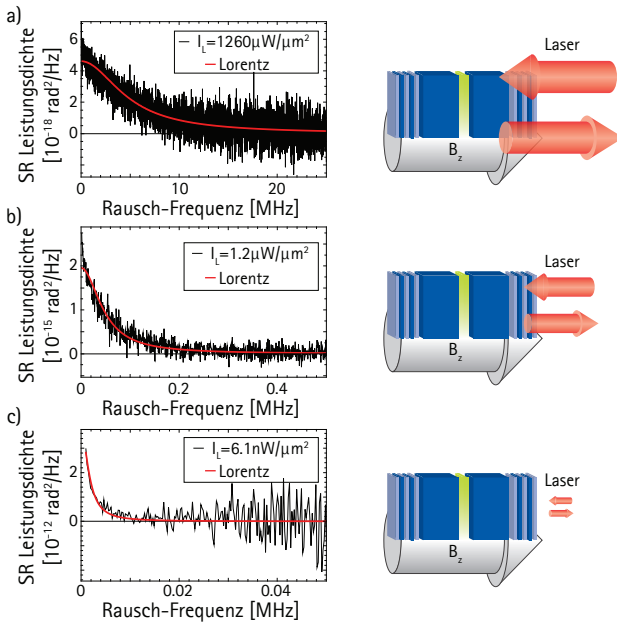 a)
SR Leistungsdichte
[10⁻¹⁸ rad²/Hz]
6
4
2
0
I_L=1260µW/µm²
Lorentz
0
10
20
Rausch-Frequenz [MHz]
Laser
B_z
b)
SR Leistungsdichte
[10⁻¹⁵ rad²/Hz]
2
1
0
I_L=1.2µW/µm²
Lorentz
0
0.2
0.4
Rausch-Frequenz [MHz]
Laser
B_z
c)
SR Leistungsdichte
[10⁻¹² rad²/Hz]
2
0
I_L=6.1nW/µm²
Lorentz
0
0.02
0.04
Rausch-Frequenz [MHz]
Laser
B_z